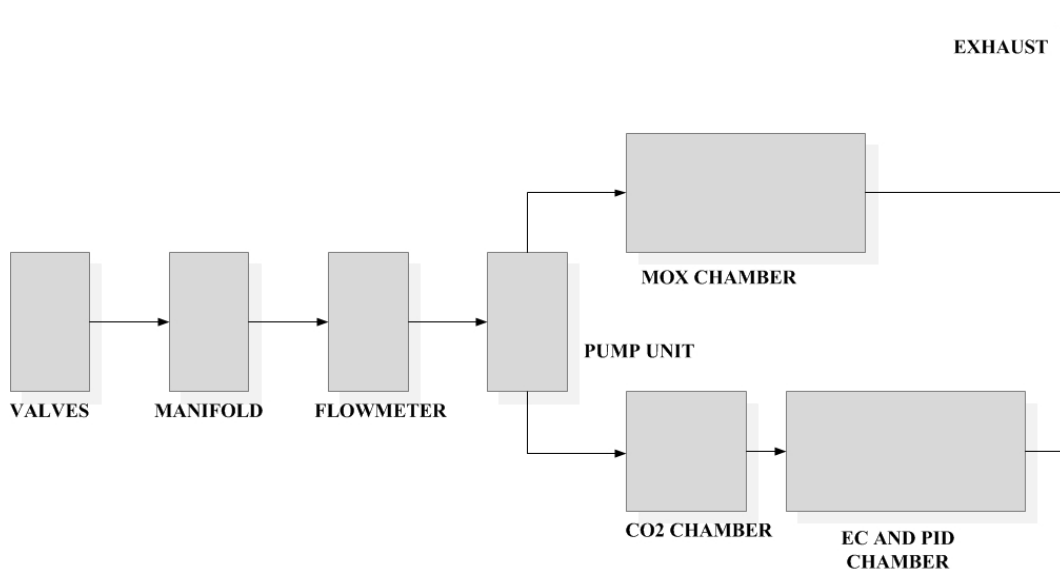 EXHAUST
MOX CHAMBER
PUMP UNIT
VALVES
MANIFOLD
FLOWMETER
CO2 CHAMBER
EC AND PID
CHAMBER